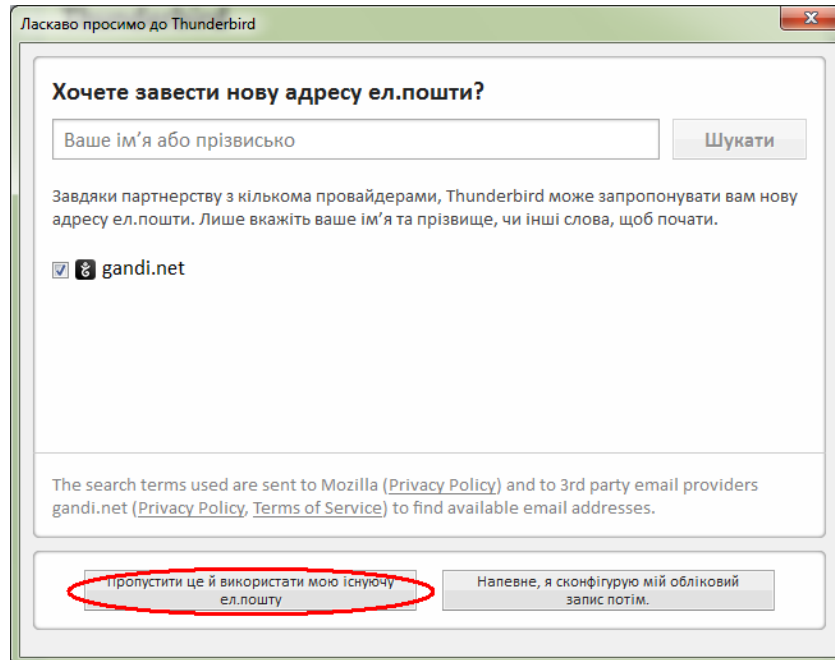 Ласкаво просимо до Thunderbird
Хочете завести нову адресу ел.пошти?
Ваше ім’я або прізвисько
Шукати
Завдяки партнерству з кількома провайдерами, Thunderbird може запропонувати вам нову
адресу ел.пошти. Лише вкажіть ваше ім’я та прізвище, чи інші слова, щоб почати.
gandi.net
The search terms used are sent to Mozilla (Privacy Policy) and to 3rd party email providers
gandi.net (Privacy Policy, Terms of Service) to find available email addresses.
Пропустити це й використати мою існуючу
ел.пошту
Напевне, я сконфігурую мій обліковий
запис потім.